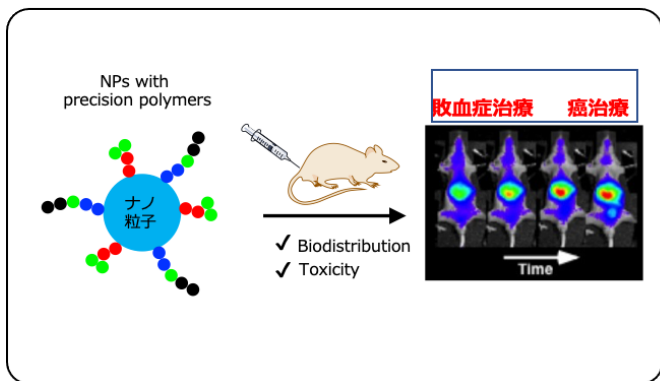 NPs with
precision polymers
ナノ
粒子
✓ Biodistribution
✓ Toxicity
敗血症治療 癌治療
Time